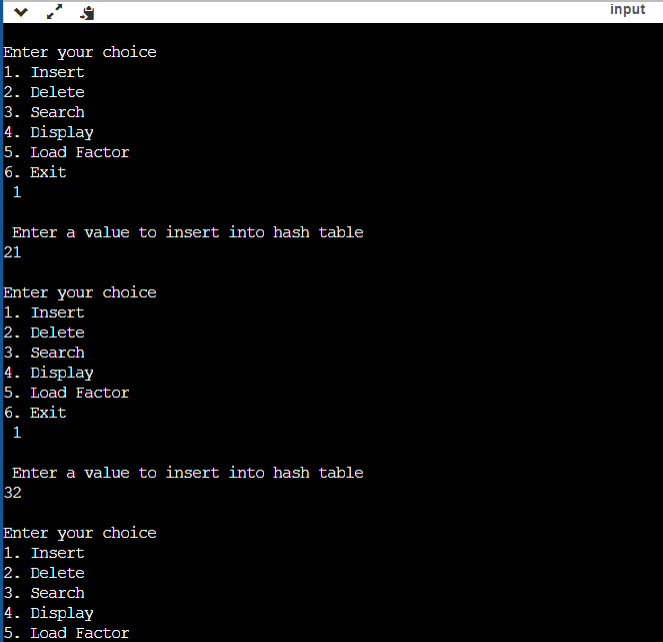 input
Enter your choice
1. Insert
2. Delete
3. Search
4. Display
5. Load Factor
6. Exit
1
Enter a value to insert into hash table
21
Enter your choice
1. Insert
2. Delete
3. Search
4. Display
5. Load Factor
6. Exit
1
Enter a value to insert into hash table
32
Enter your choice
1. Insert
2. Delete
3. Search
4. Display
5. Load Factor